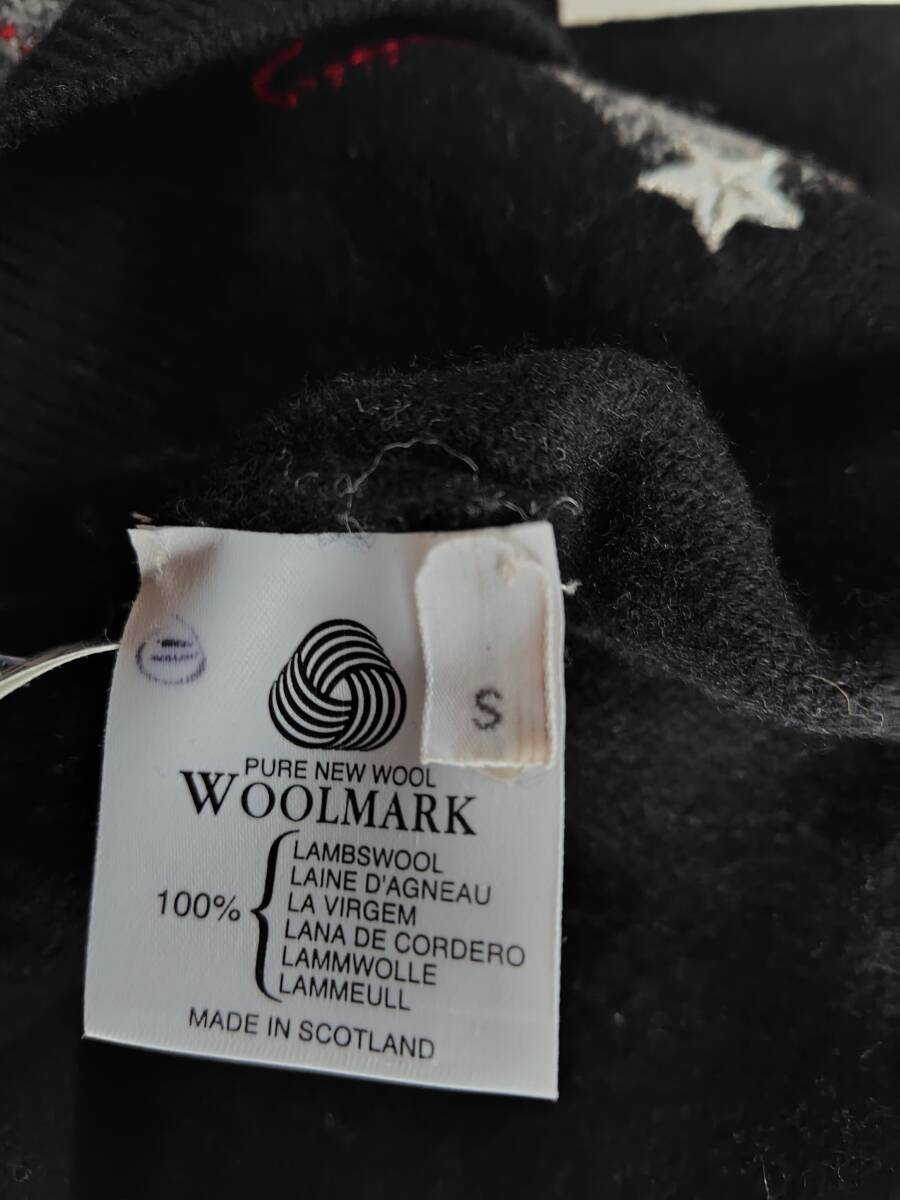 S
PURE NEW WOOL
WOOLMARK
100%
LAMBSWOOL
LAINE D'AGNEAU
LA VIRGEM
LANA DE CORDERO
LAMMWOLLE
LAMMEULL
MADE IN SCOTLAND